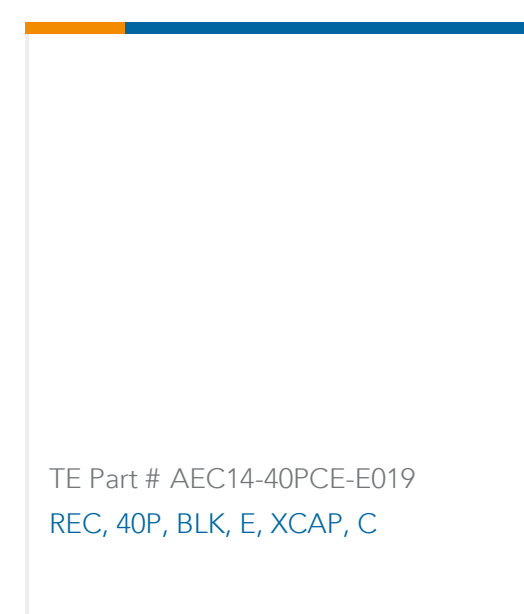 TE Part # AEC14-40PCE-E019
REC, 40P, BLK, E, XCAP, C